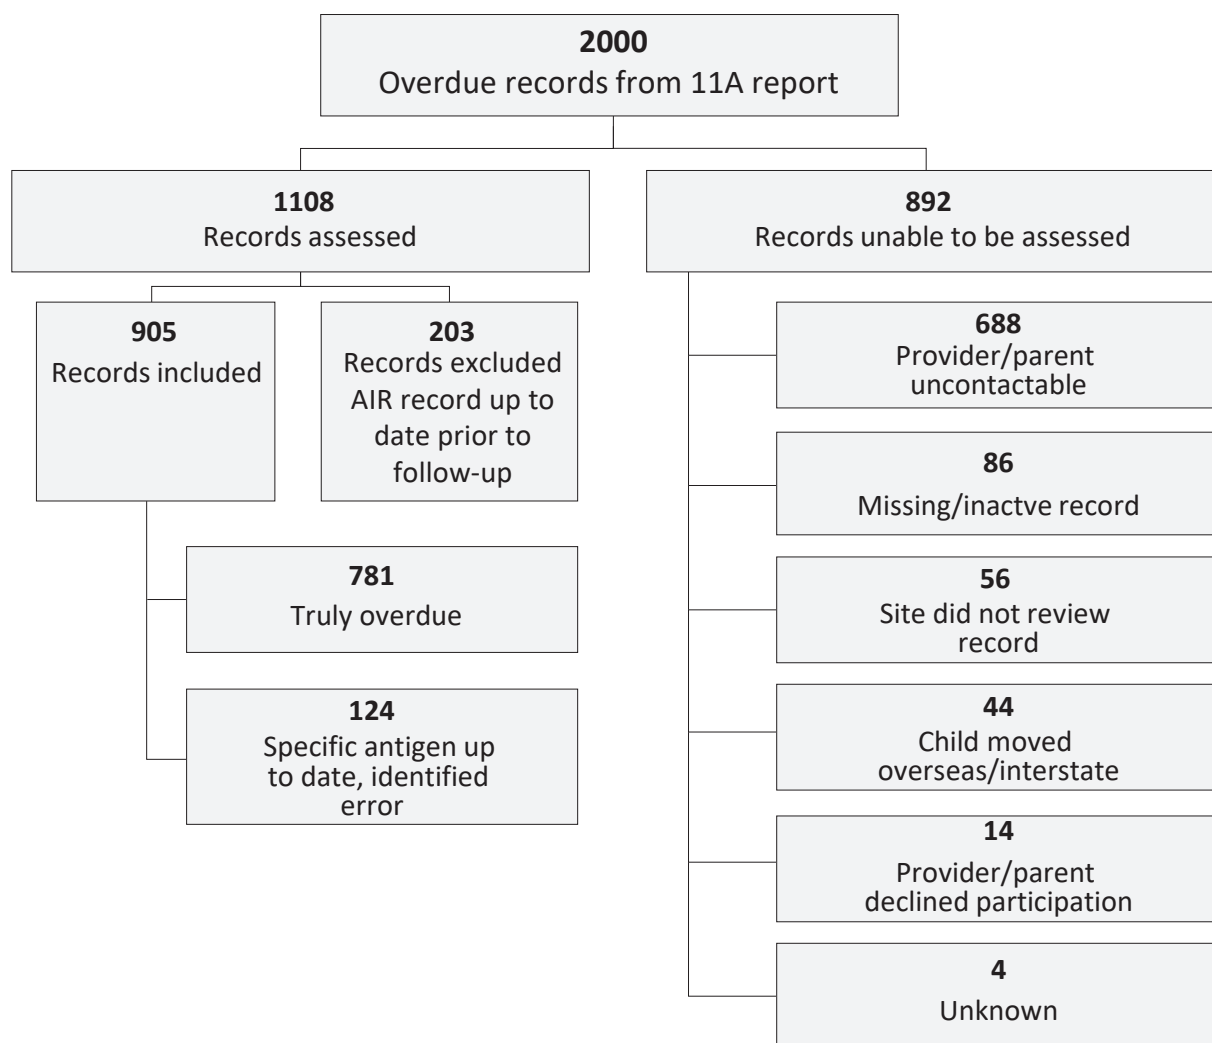 2000
Overdue records from 11A report
1108
Records assessed
892
Records unable to be assessed
905
Records included
203
Records excluded
AIR record up to
date prior to
follow-up
781
Truly overdue
124
Specific antigen up
to date, identified
error
688
Provider/parent
uncontactable
86
Missing/inactve record
56
Site did not review
record
44
Child moved
overseas/interstate
14
Provider/parent
declined participation
4
Unknown